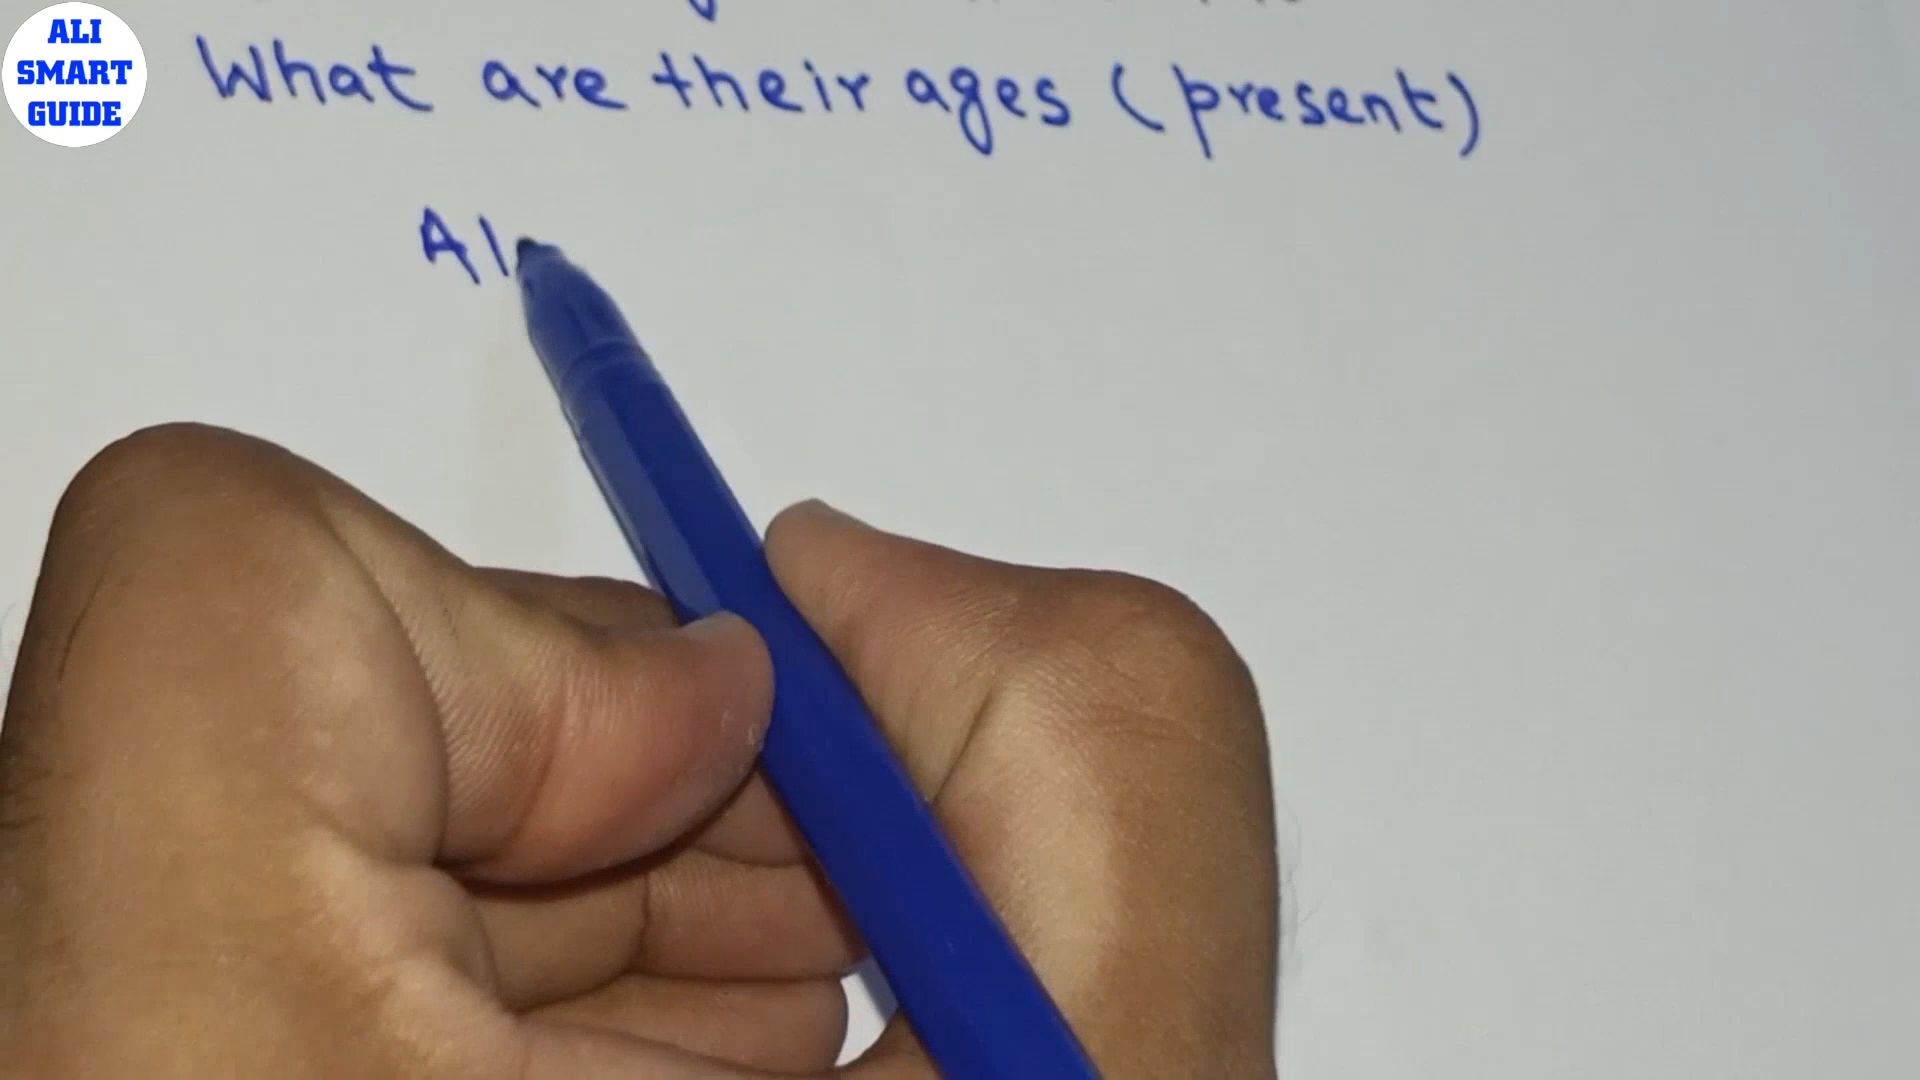 ALI
SMART
GUIDE
What are their ages (present)
Al